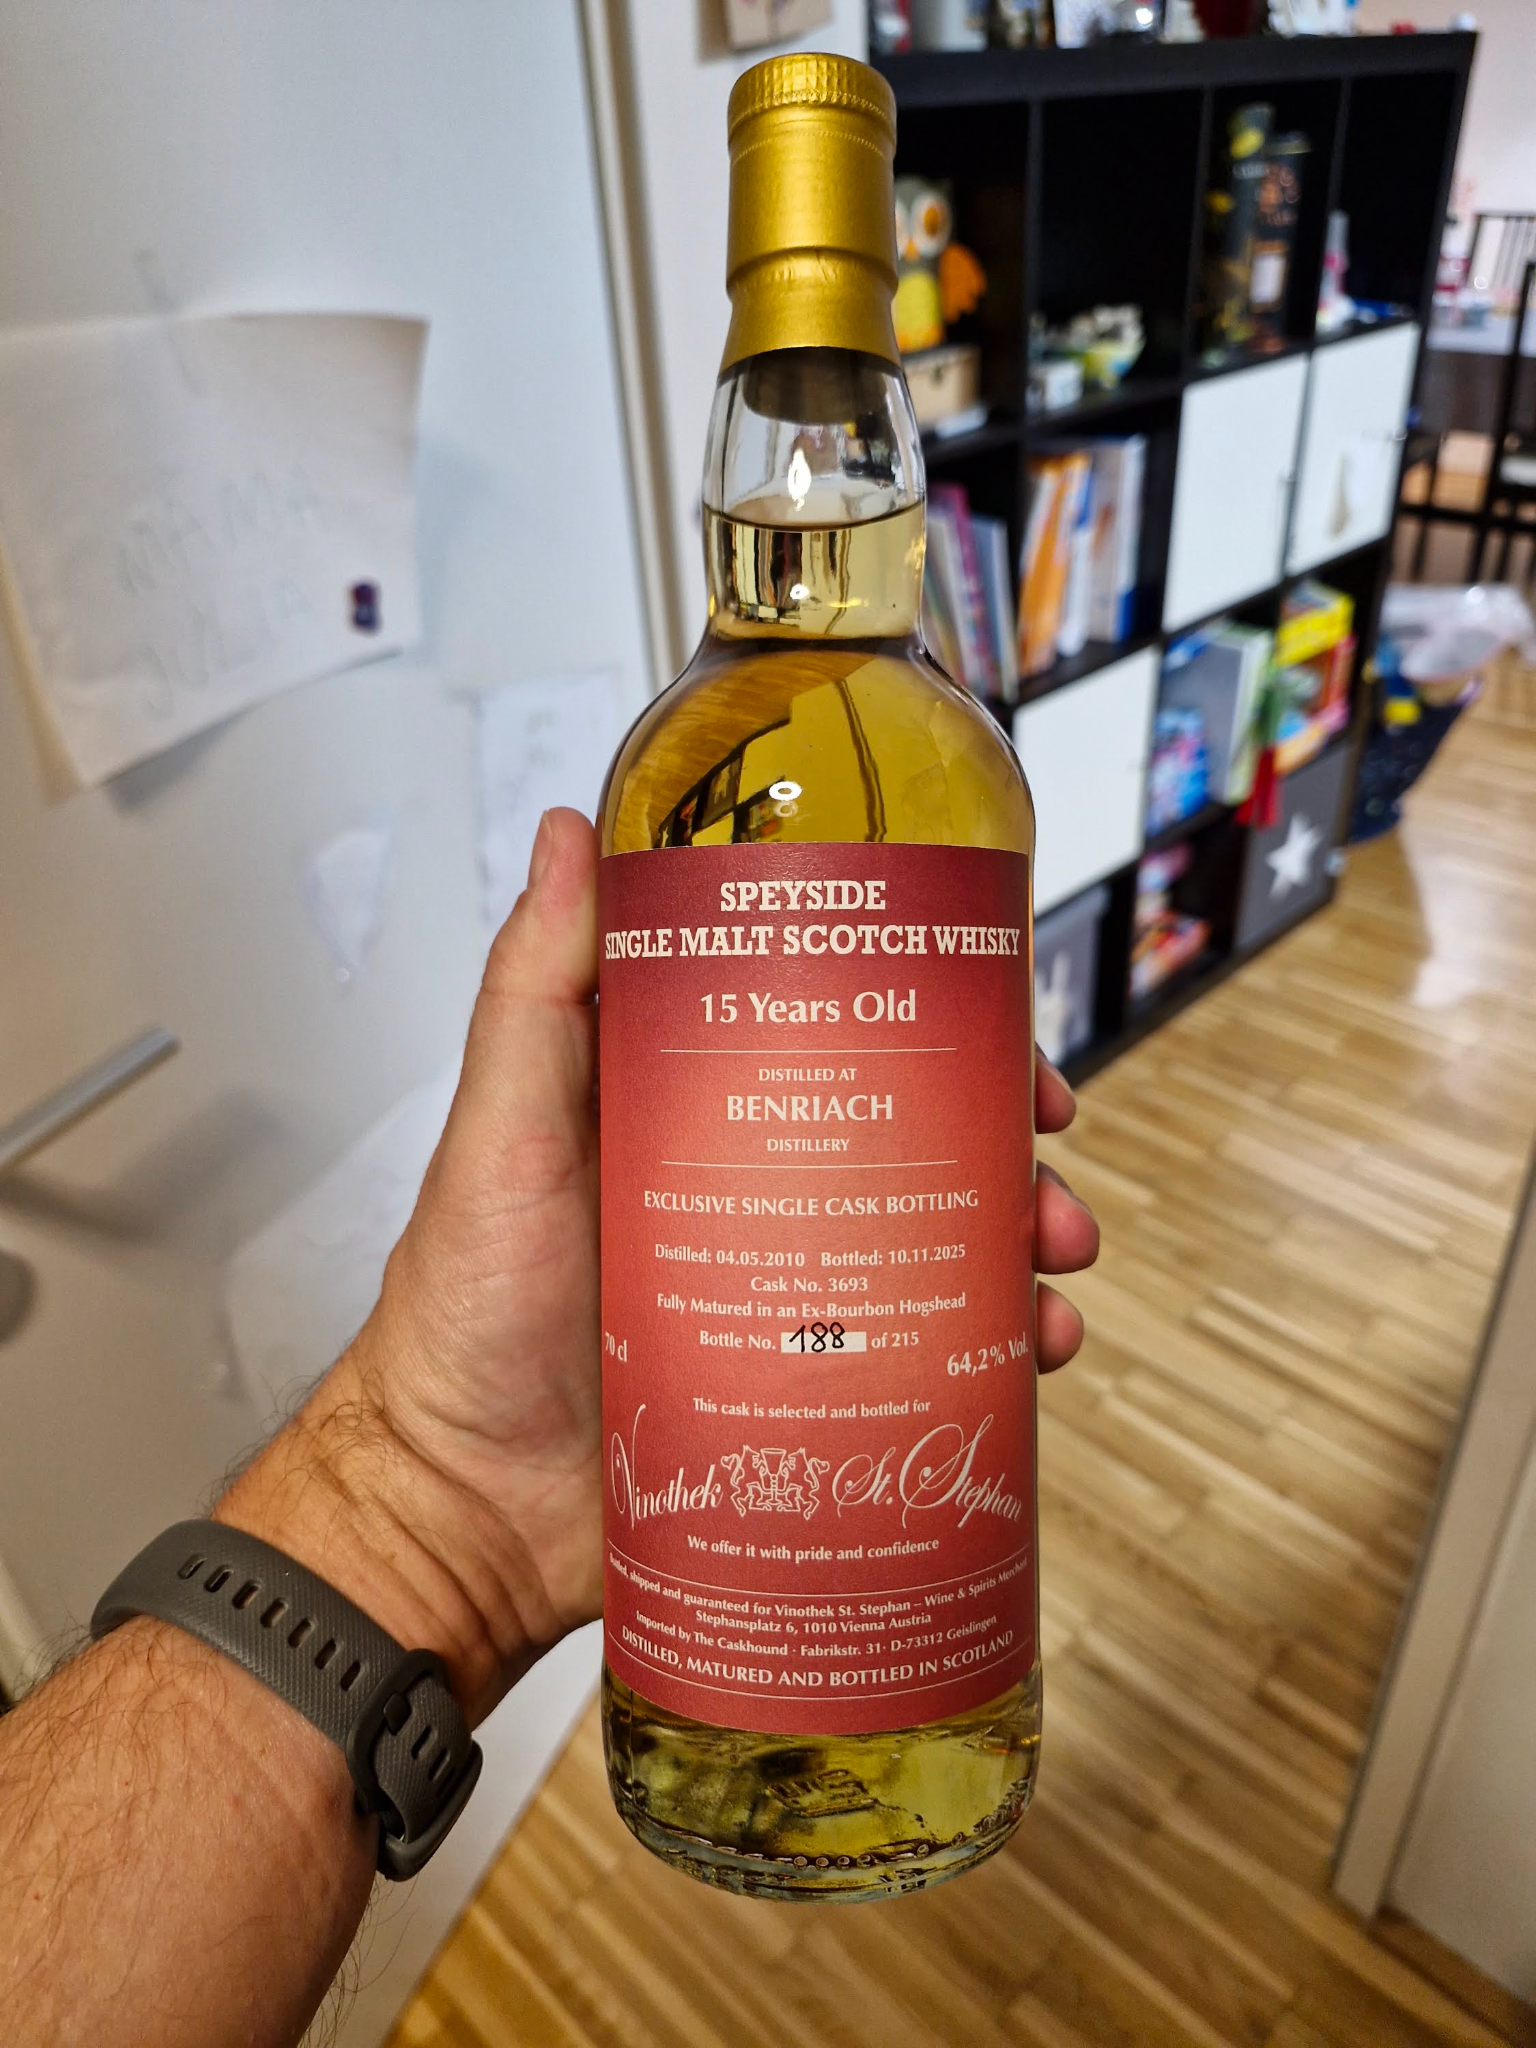 SPEYSIDE
SINGLE MALT SCOTCH WHISKY
15 Years Old
DISTILLED AT
BENRIACH
DISTILLERY
EXCLUSIVE SINGLE CASK BOTTLING
Distilled: 04.05.2010 Bottled: 10.11.2025
Cask No. 3693
Fully Matured in an Ex-Bourbon Hogshead
Bottle No. 188 of 215
70 cl
64,2% Vol.
This cask is selected and bottled for
Vinothek St. Stephan
We offer it with pride and confidence
Bottled, shipped and guaranteed for Vinothek St. Stephan – Wine & Spirits Merchant
Stephansplatz 6, 1010 Vienna Austria
Imported by The Caskhound · Fabrikstr. 31· D-73312 Geislingen
DISTILLED, MATURED AND BOTTLED IN SCOTLAND